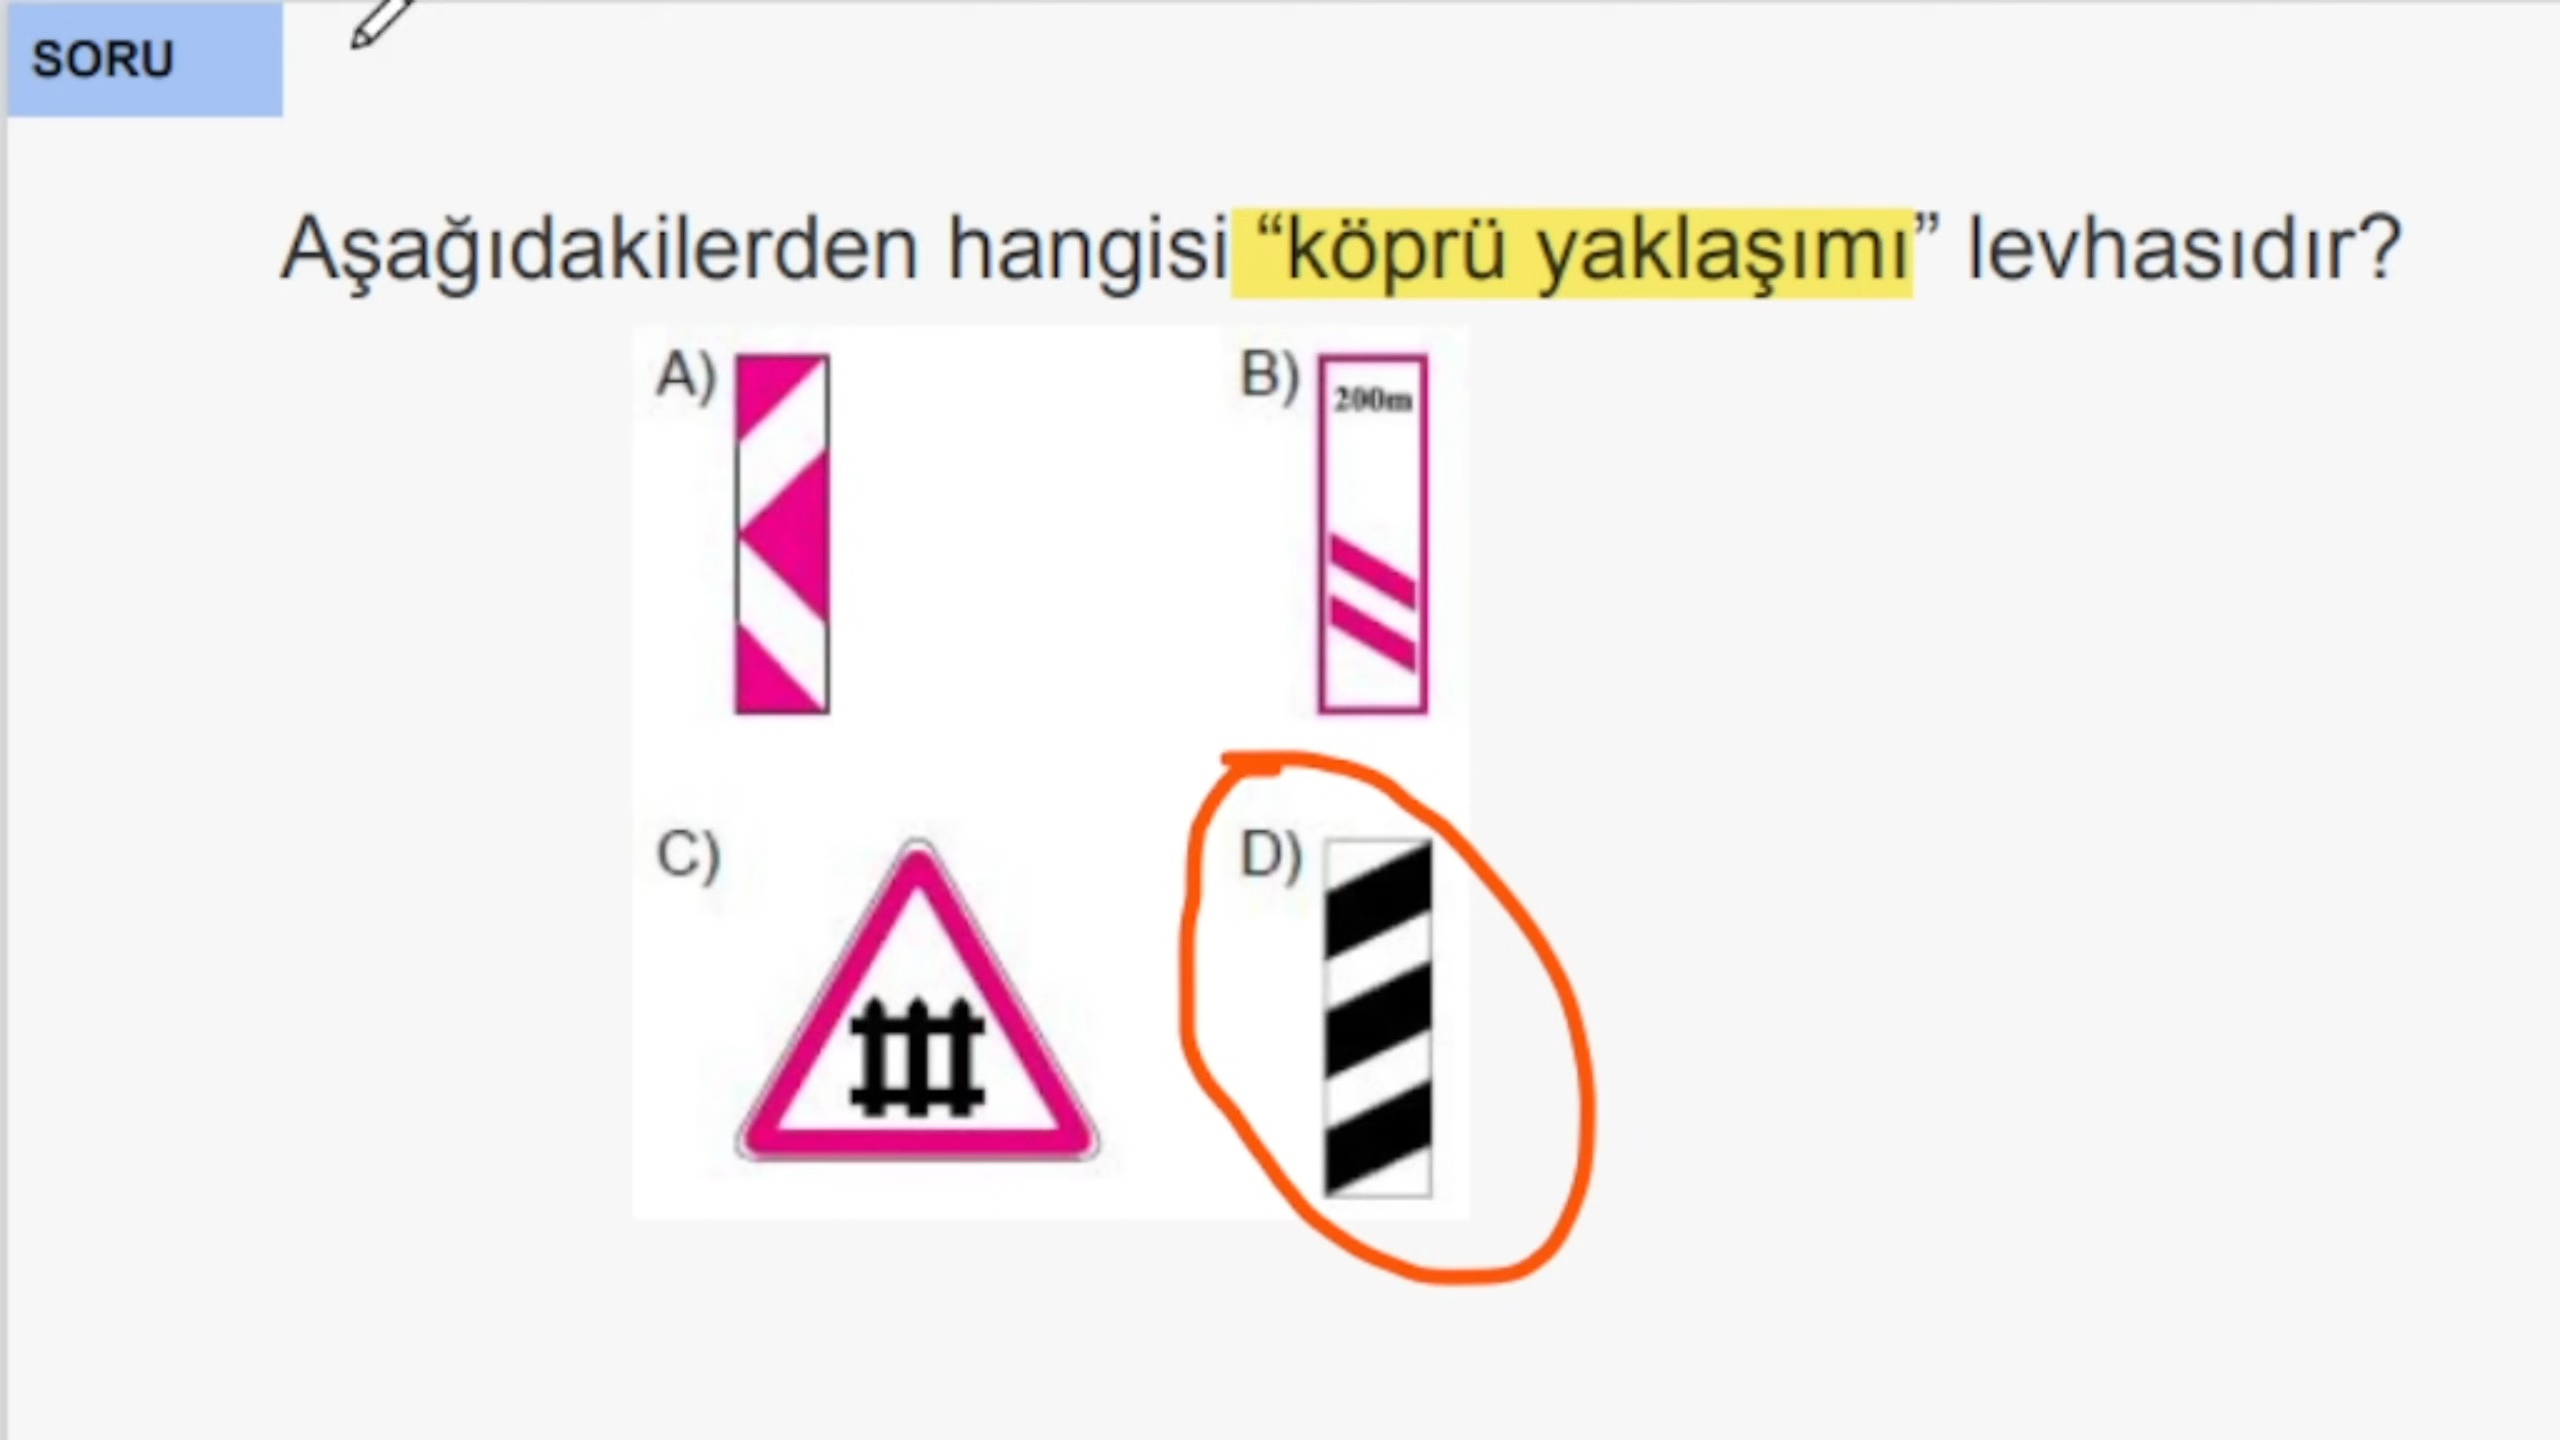 SORU
Aşağıdakilerden hangisi “köprü yaklaşımı” levhasıdır?
A)
B)
200m
C)
D)